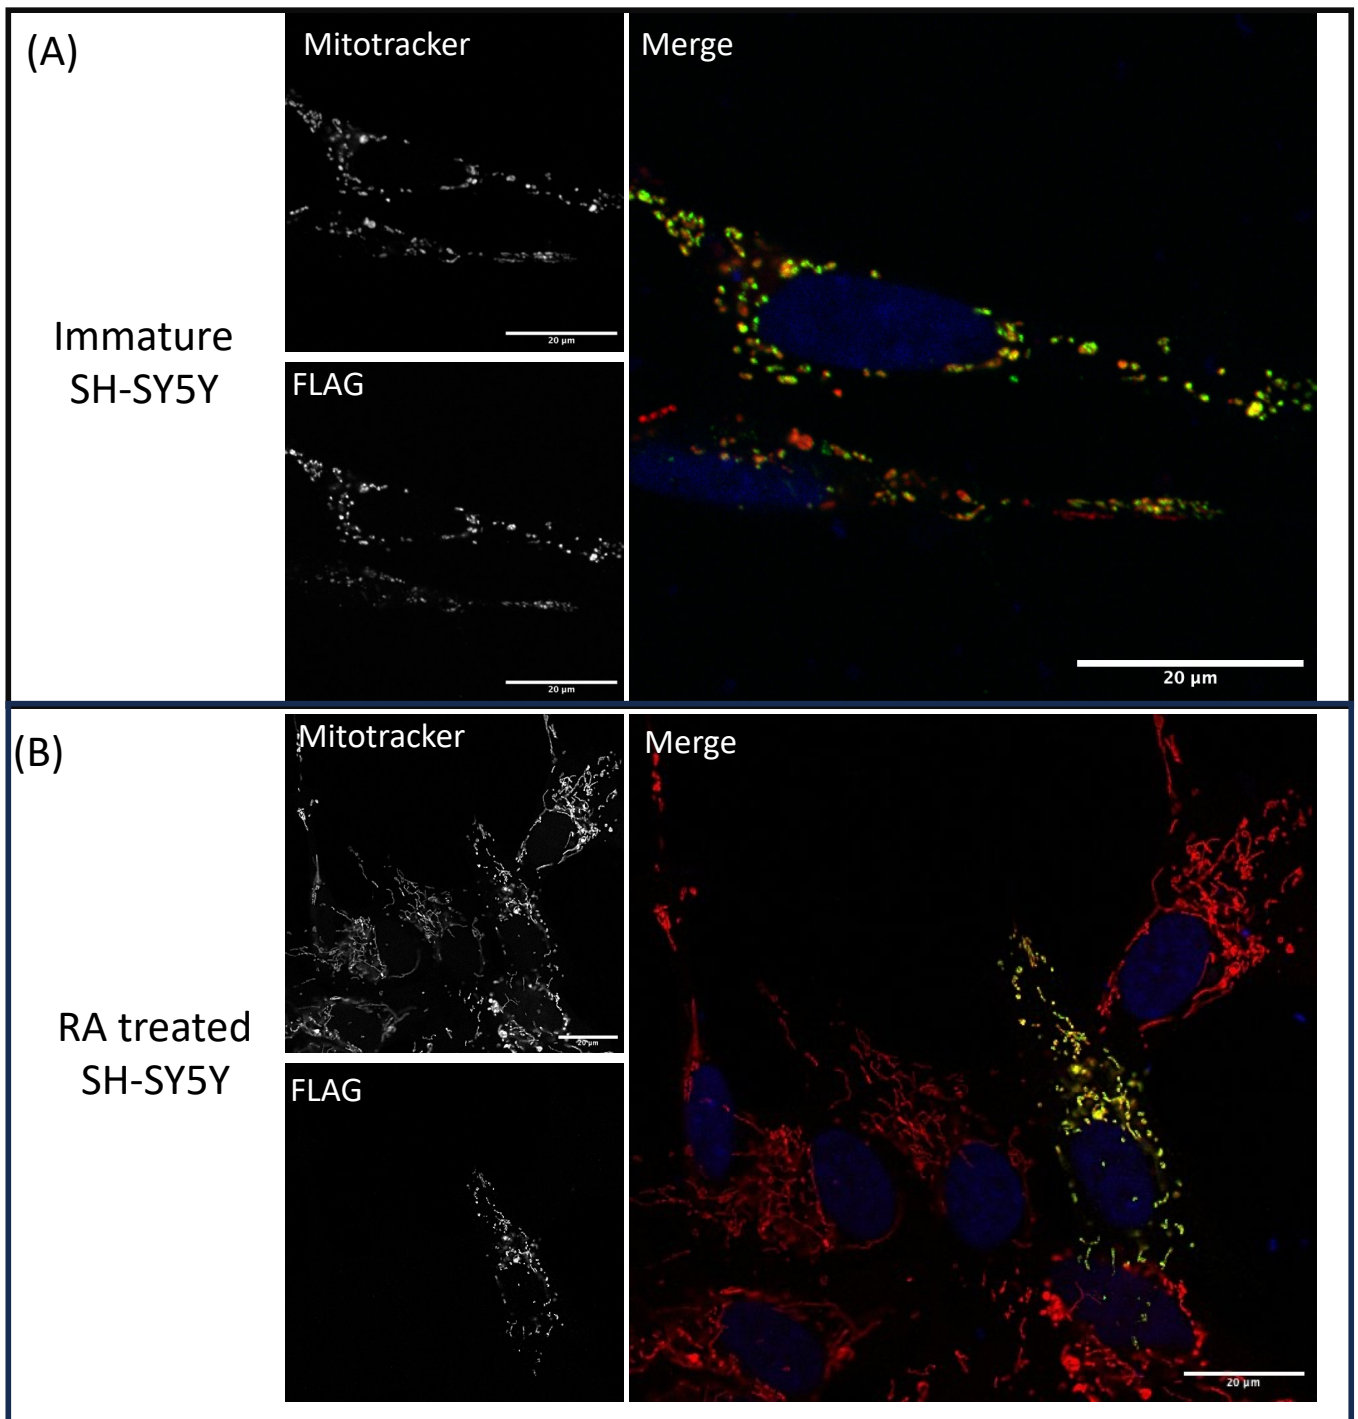 (A)
Mitotracker
Merge
Immature
SH-SY5Y
20 µm
FLAG
20 µm
20 µm
(B)
Mitotracker
Merge
RA treated
SH-SY5Y
20 µm
FLAG
20 µm